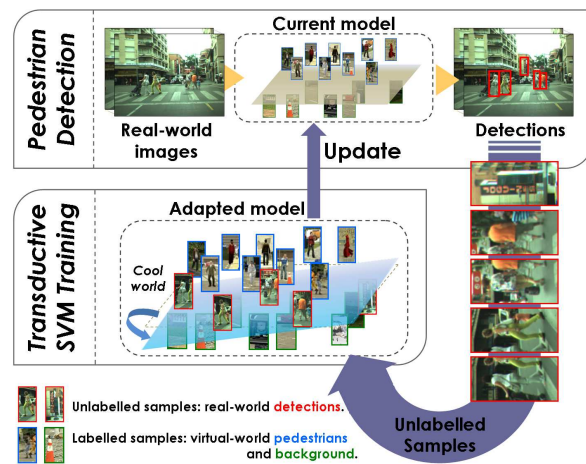 Pedestrian
Detection
Current model
Real-world
images
Detections
Update
Transductive
SVM Training
Adapted model
Cool
world
Unlabelled samples: real-world detections.
Labelled samples: virtual-world pedestrians
and background.
Unlabelled
Samples